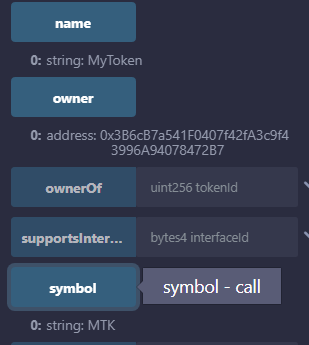 name
0: string: MyToken
owner
0: address: 0x3B6cB7a541F0407f42fA3c9f4
3996A94078472B7
ownerOf uint256 tokenId
supportsInter... bytes4 interfaceId
symbol symbol - call
0: string: MTK